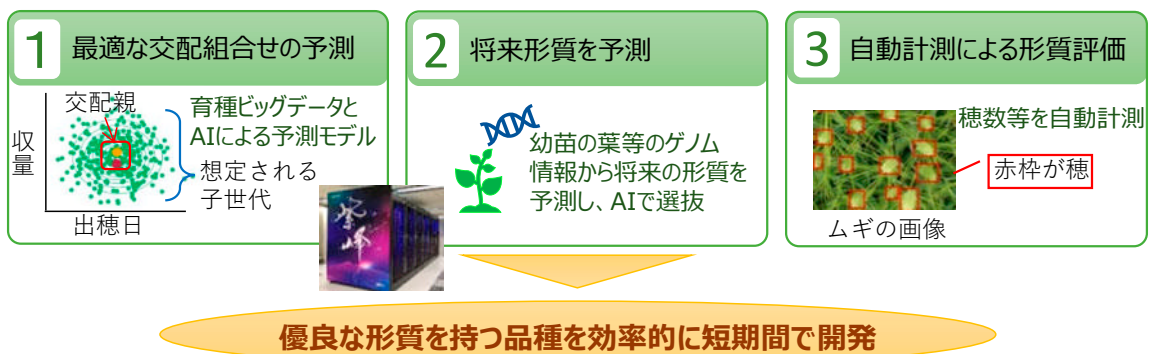 1 最適な交配組合せの予測
交配親
収量
出穂日
育種ビッグデータと
AIによる予測モデル
想定される
子世代
紫峰
2 将来形質を予測
幼苗の葉等のゲノム
情報から将来の形質を
予測し、AIで選抜
3 自動計測による形質評価
穂数等を自動計測
赤枠が穂
ムギの画像
優良な形質を持つ品種を効率的に短期間で開発